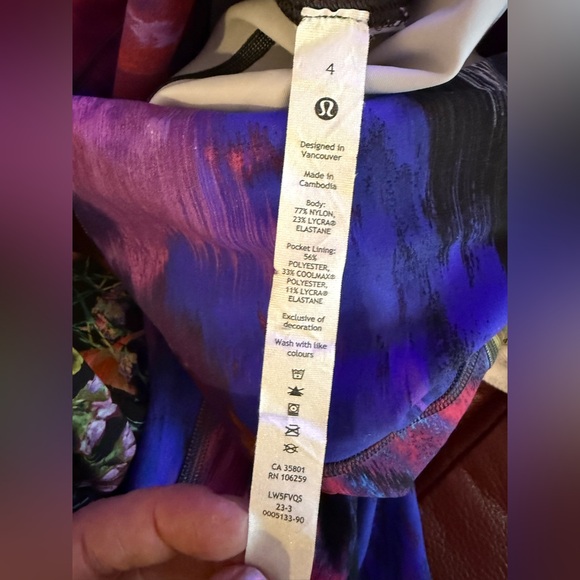 4
Designed in
Vancouver
Made in
Cambodia
Body:
77% NYLON,
23% LYCRA®
ELASTANE
Pocket Lining:
56%
POLYESTER,
33% COOLMAX®
POLYESTER,
11% LYCRA®
ELASTANE
Exclusive of
decoration
Wash with like
colours
CA 35801
RN 106259
LW5FVQS
23-3
0005133-90